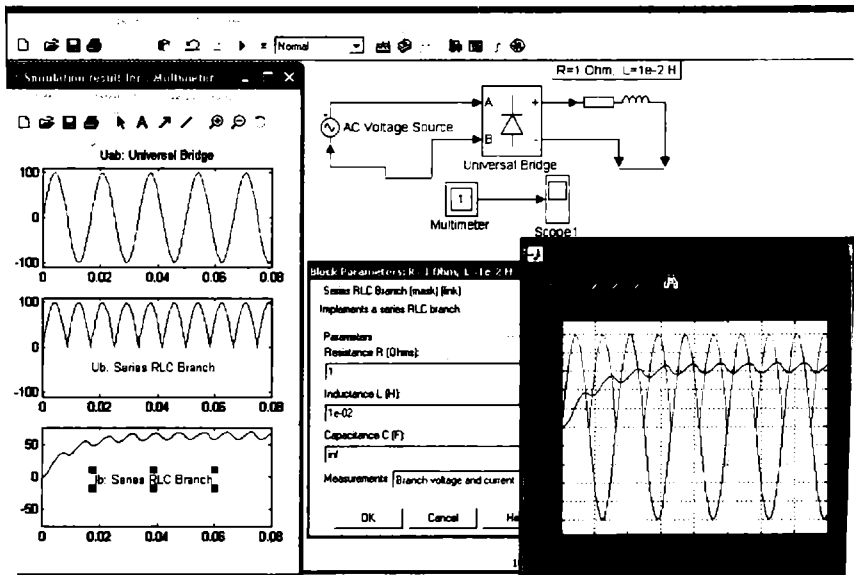 Normal
Simulation result for : Multimeter
R=1 Ohm, L=1e-2 H
A
+
AC Voltage Source
B
-
Universal Bridge
1
Multimeter
Scope1
A
Uab: Universal Bridge
100
0
-100
0 0.02 0.04 0.06 0.08
100
0
Ub: Series RLC Branch
-100
0 0.02 0.04 0.06 0.08
50
0
Ib: Series RLC Branch
-50
0 0.02 0.04 0.06 0.08
Block Parameters: R=1 Ohms, L=1e-2 H
Series RLC Branch (mask) (link)
Implements a series RLC branch
Parameters
Resistance R (Ohms):
1
Inductance L (H):
1e-02
Capacitance C (F):
inf
Measurements Branch voltage and current
OK Cancel He
1